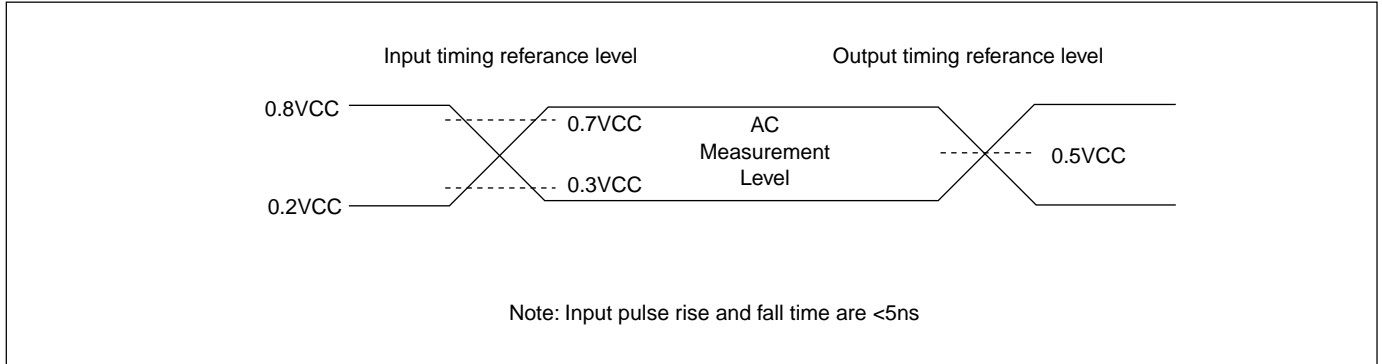 Input timing referance level
Output timing referance level
0.8VCC
0.7VCC
AC
Measurement
Level
0.5VCC
0.3VCC
0.2VCC
Note: Input pulse rise and fall time are <5ns